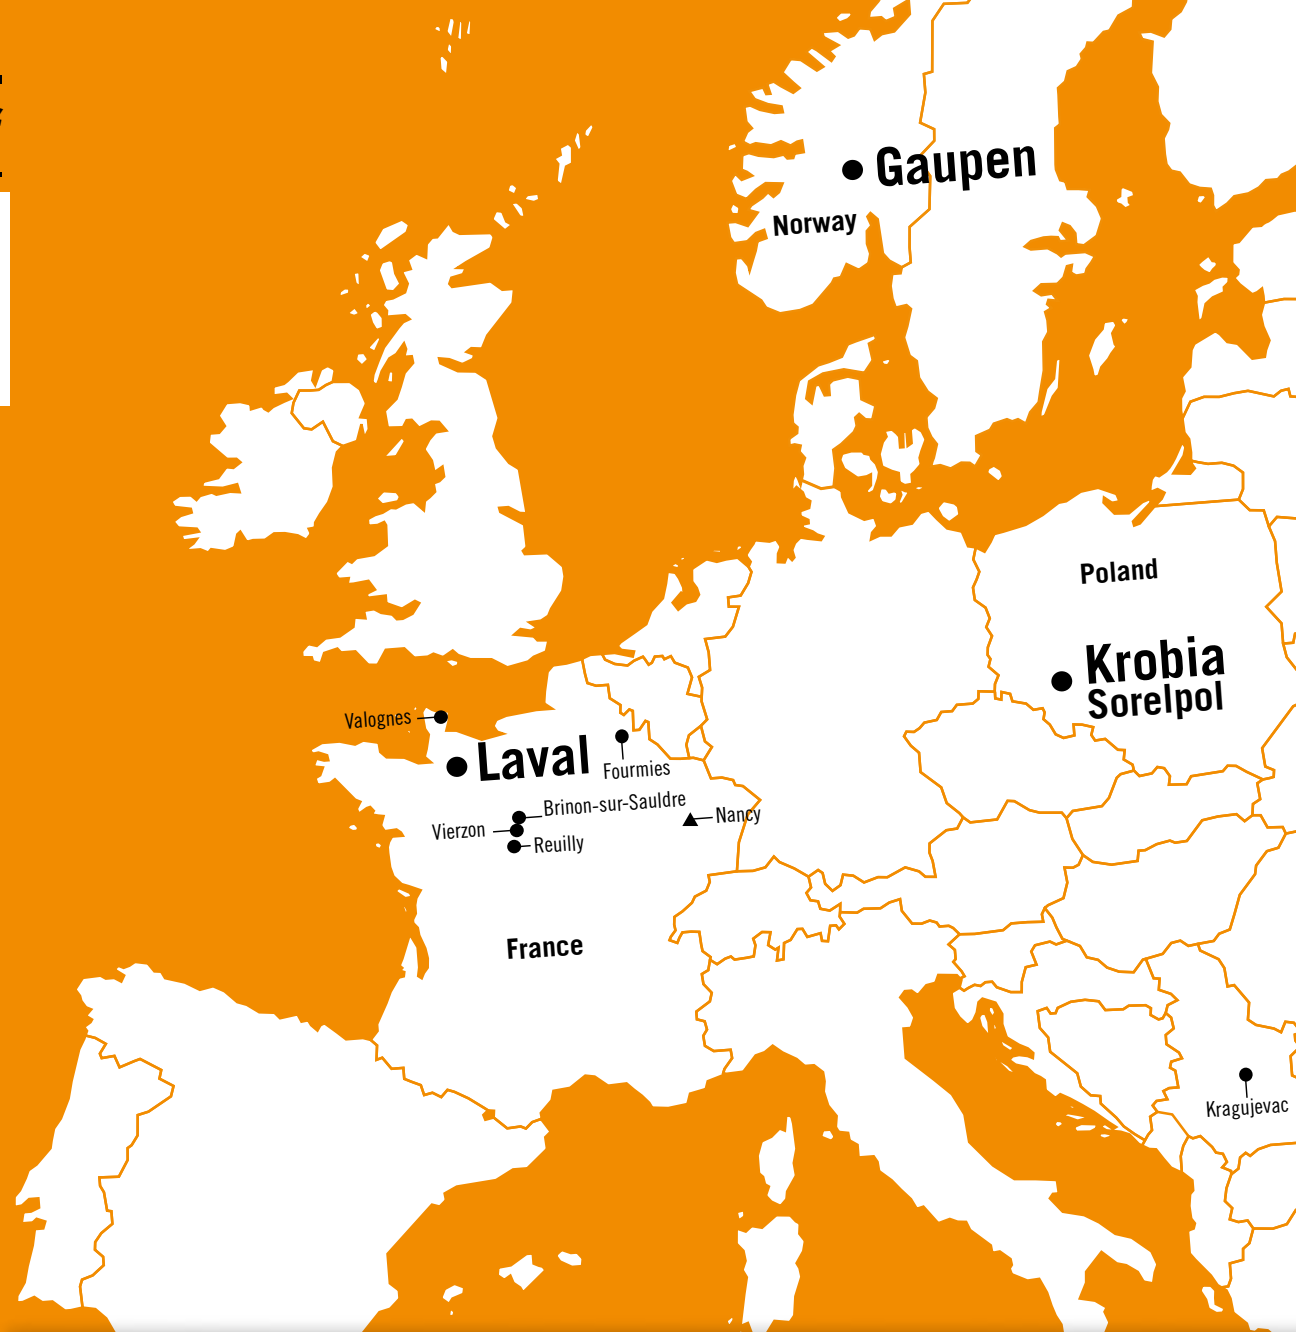 Gaupen
Norway
Poland
Krobia
Sorelpol
Valognes
Laval
Fourmies
Brinon-sur-Sauldre
Nancy
Vierzon
Reuilly
France
Kragujevac